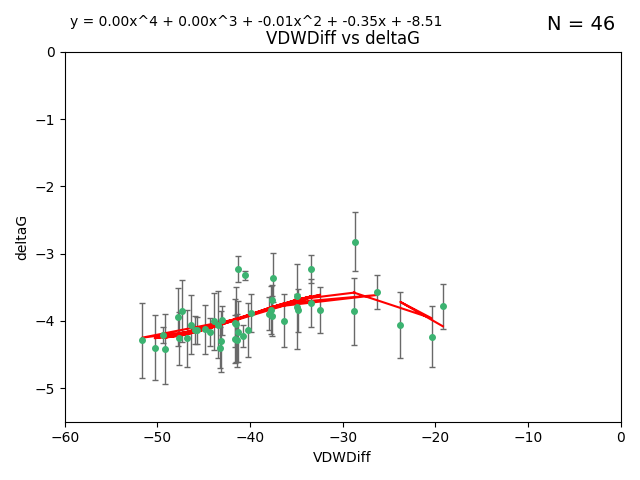 y = 0.00x^4 + 0.00x^3 + -0.01x^2 + -0.35x + -8.51
N = 46
VDWDiff vs deltaG
0
−1
−2
−3
−4
−5
deltaG
−60 −50 −40 −30 −20 −10 0
VDWDiff